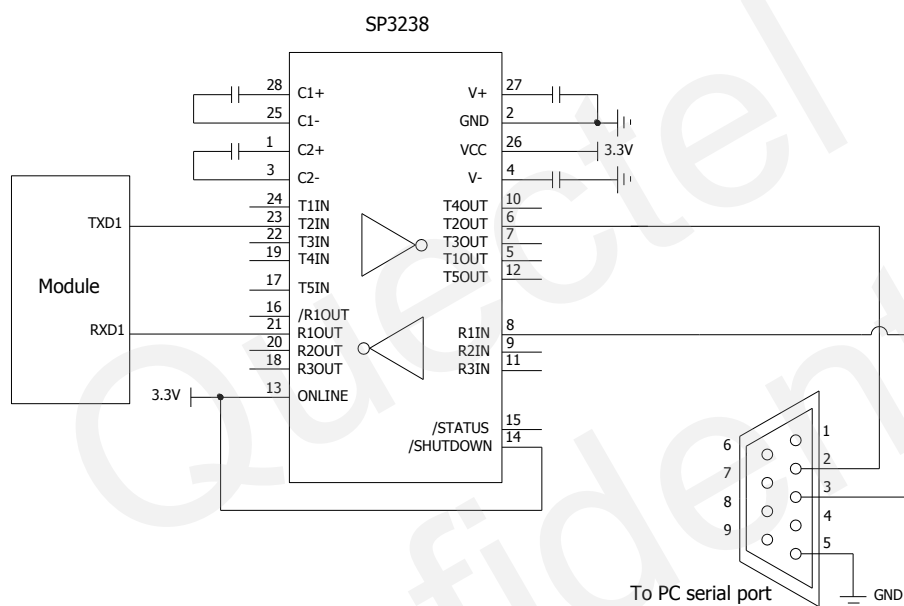 SP3238
28 C1+ V+ 27
25 C1- GND 2
1 C2+ VCC 26 3.3V
3 C2- V- 4
24 T1IN T4OUT 10
TXD1 23 T2IN T2OUT 6
22 T3IN T3OUT 7
19 T4IN T1OUT 5
17 T5IN T5OUT 12
Module
16 /R1OUT
RXD1 21 R1OUT R1IN 8
20 R2OUT R2IN 9
18 R3OUT R3IN 11
3.3V 13 ONLINE
/STATUS 15
/SHUTDOWN 14
6 1
7 2
8 3
9 4
5
To PC serial port GND
Quectel
fident